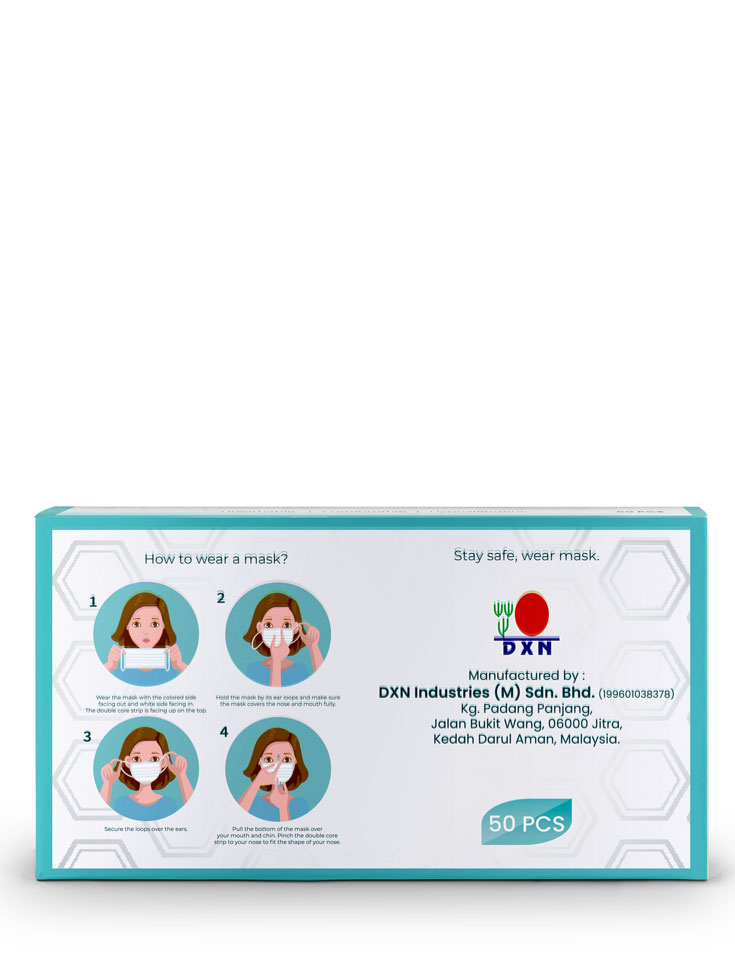 50 PCS
How to wear a mask?
1
Wear the mask with the colored side
facing out and white side facing in.
The double core strip is facing up on the top.
2
Hold the mask by its ear loops and make sure
the mask covers the nose and mouth fully.
3
Secure the loops over the ears.
4
Pull the bottom of the mask over
your mouth and chin. Pinch the double core
strip to your nose to fit the shape of your nose.
Stay safe, wear mask.
DXN
Manufactured by :
DXN Industries (M) Sdn. Bhd. (199601038378)
Kg. Padang Panjang,
Jalan Bukit Wang, 06000 Jitra,
Kedah Darul Aman, Malaysia.
50 PCS